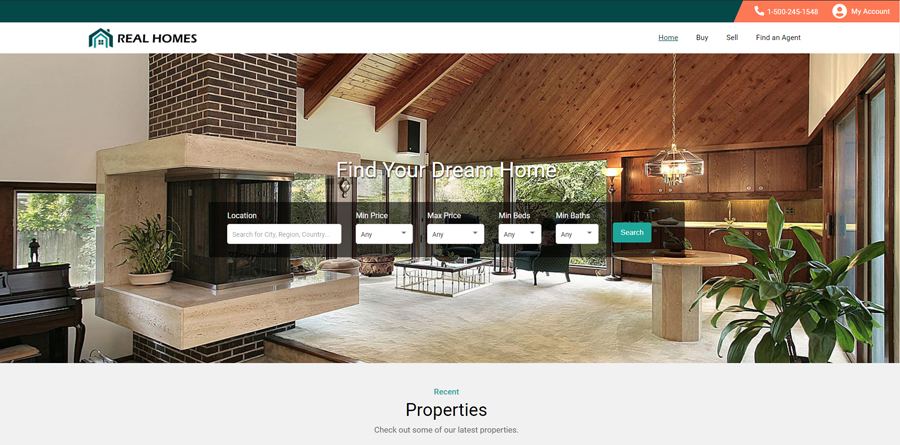 1-500-245-1548 My Account
REAL HOMES
Home Buy Sell Find an Agent
Find Your Dream Home
Location Min Price Max Price Min Beds Min Baths
Search for City, Region, Country... Any Any Any Any Search
Recent
Properties
Check out some of our latest properties.